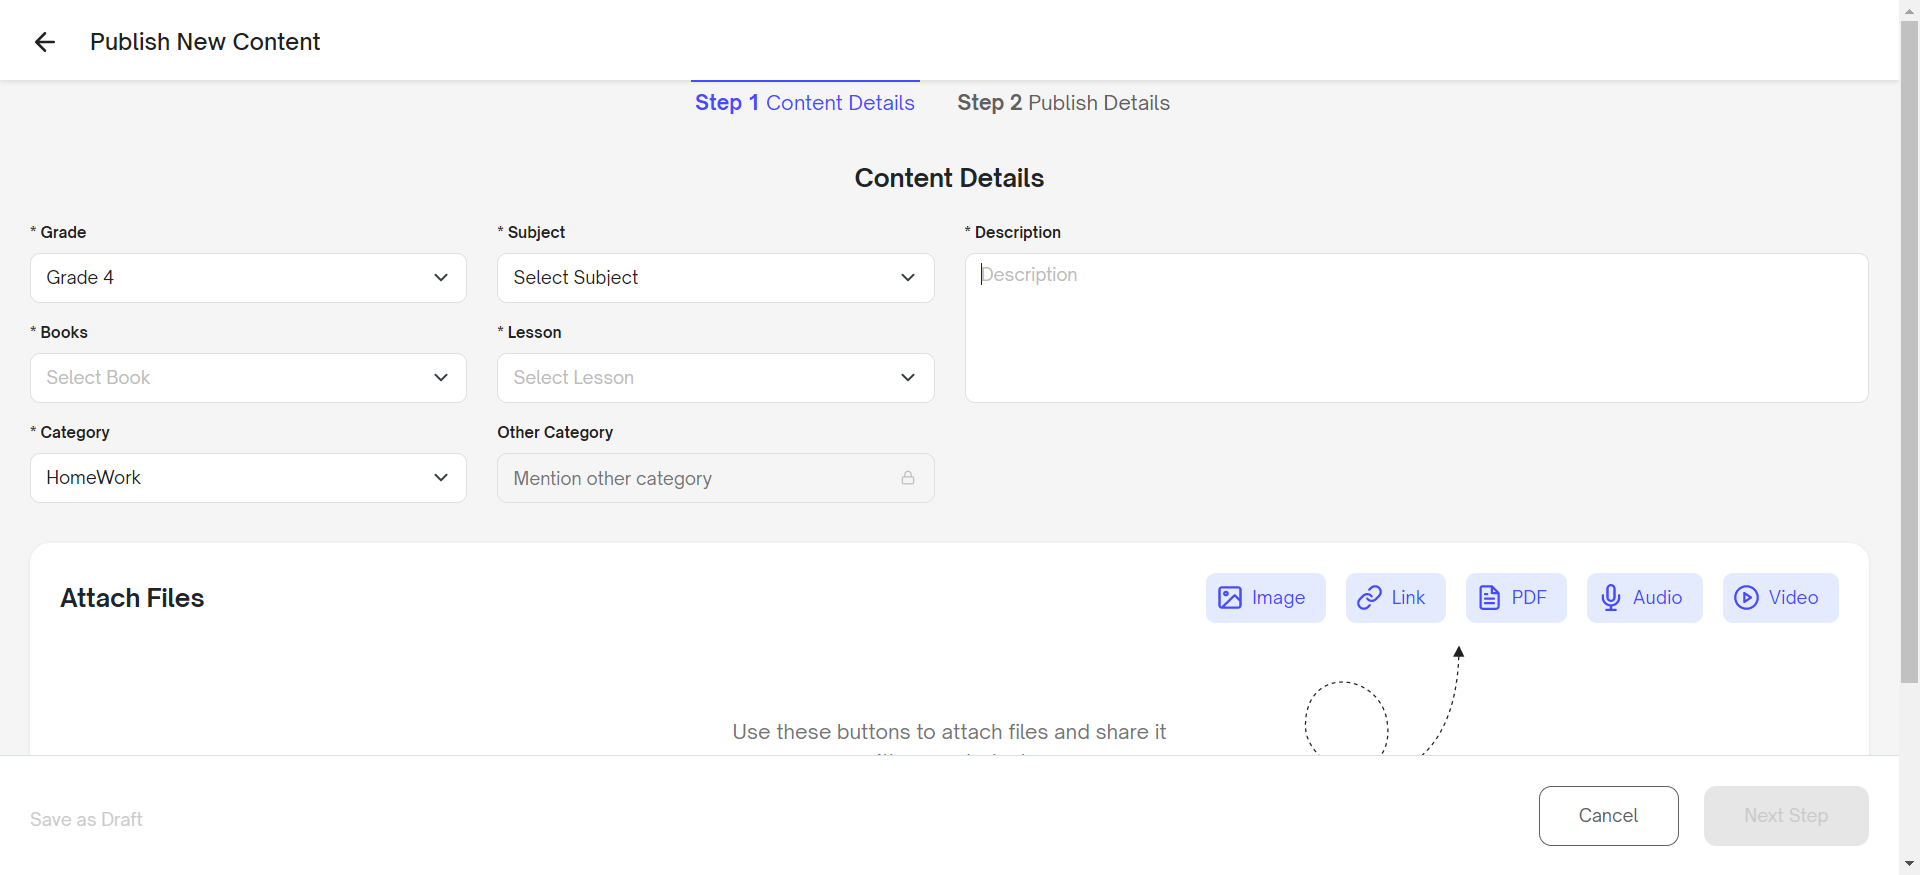 Publish New Content
Step 1 Content Details
Step 2 Publish Details
Content Details
* Grade
Grade 4
* Subject
Select Subject
* Description
Description
* Books
Select Book
* Lesson
Select Lesson
* Category
HomeWork
Other Category
Mention other category
Attach Files
Image
Link
PDF
Audio
Video
Use these buttons to attach files and share it
Save as Draft
Cancel
Next Step